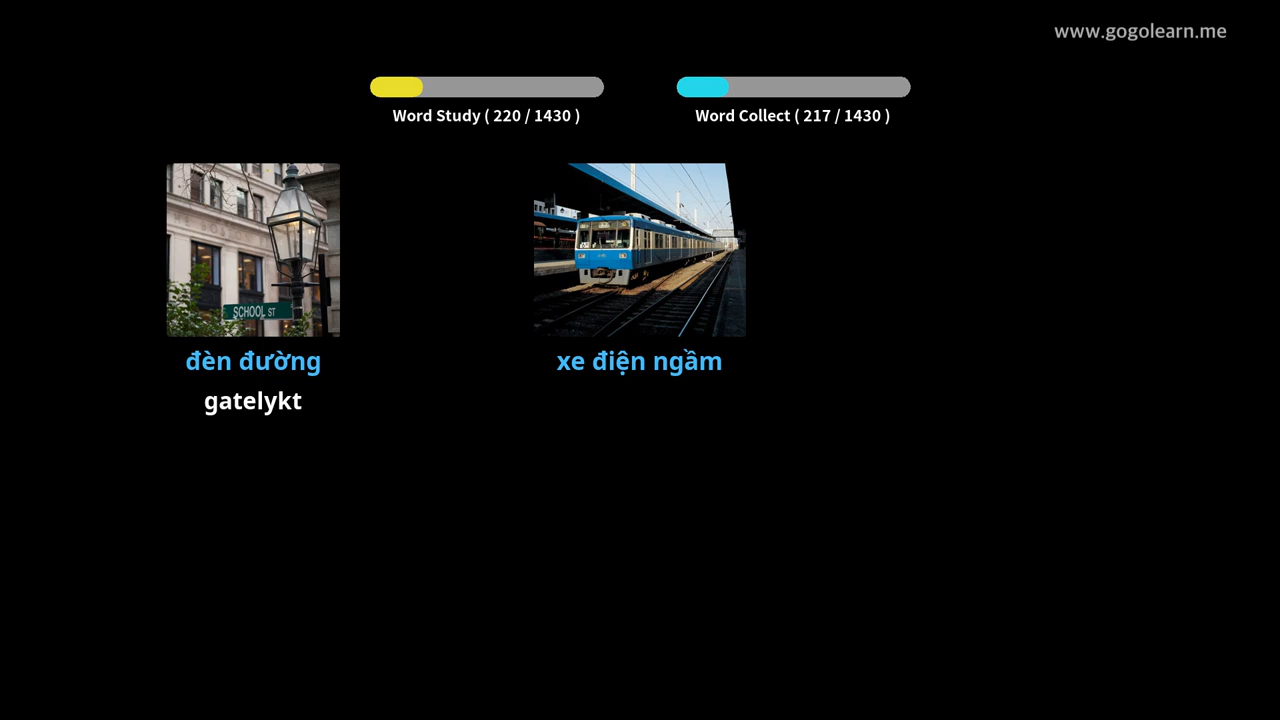 www.gogolearn.me
Word Study ( 220 / 1430 )
Word Collect ( 217 / 1430 )
SCHOOL ST
đèn đường
xe điện ngầm
gatelykt